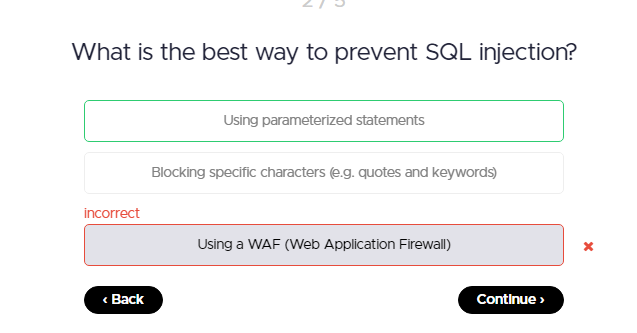 2 / 5
What is the best way to prevent SQL injection?
Using parameterized statements
Blocking specific characters (e.g. quotes and keywords)
incorrect
Using a WAF (Web Application Firewall)
✖
‹ Back
Continue ›